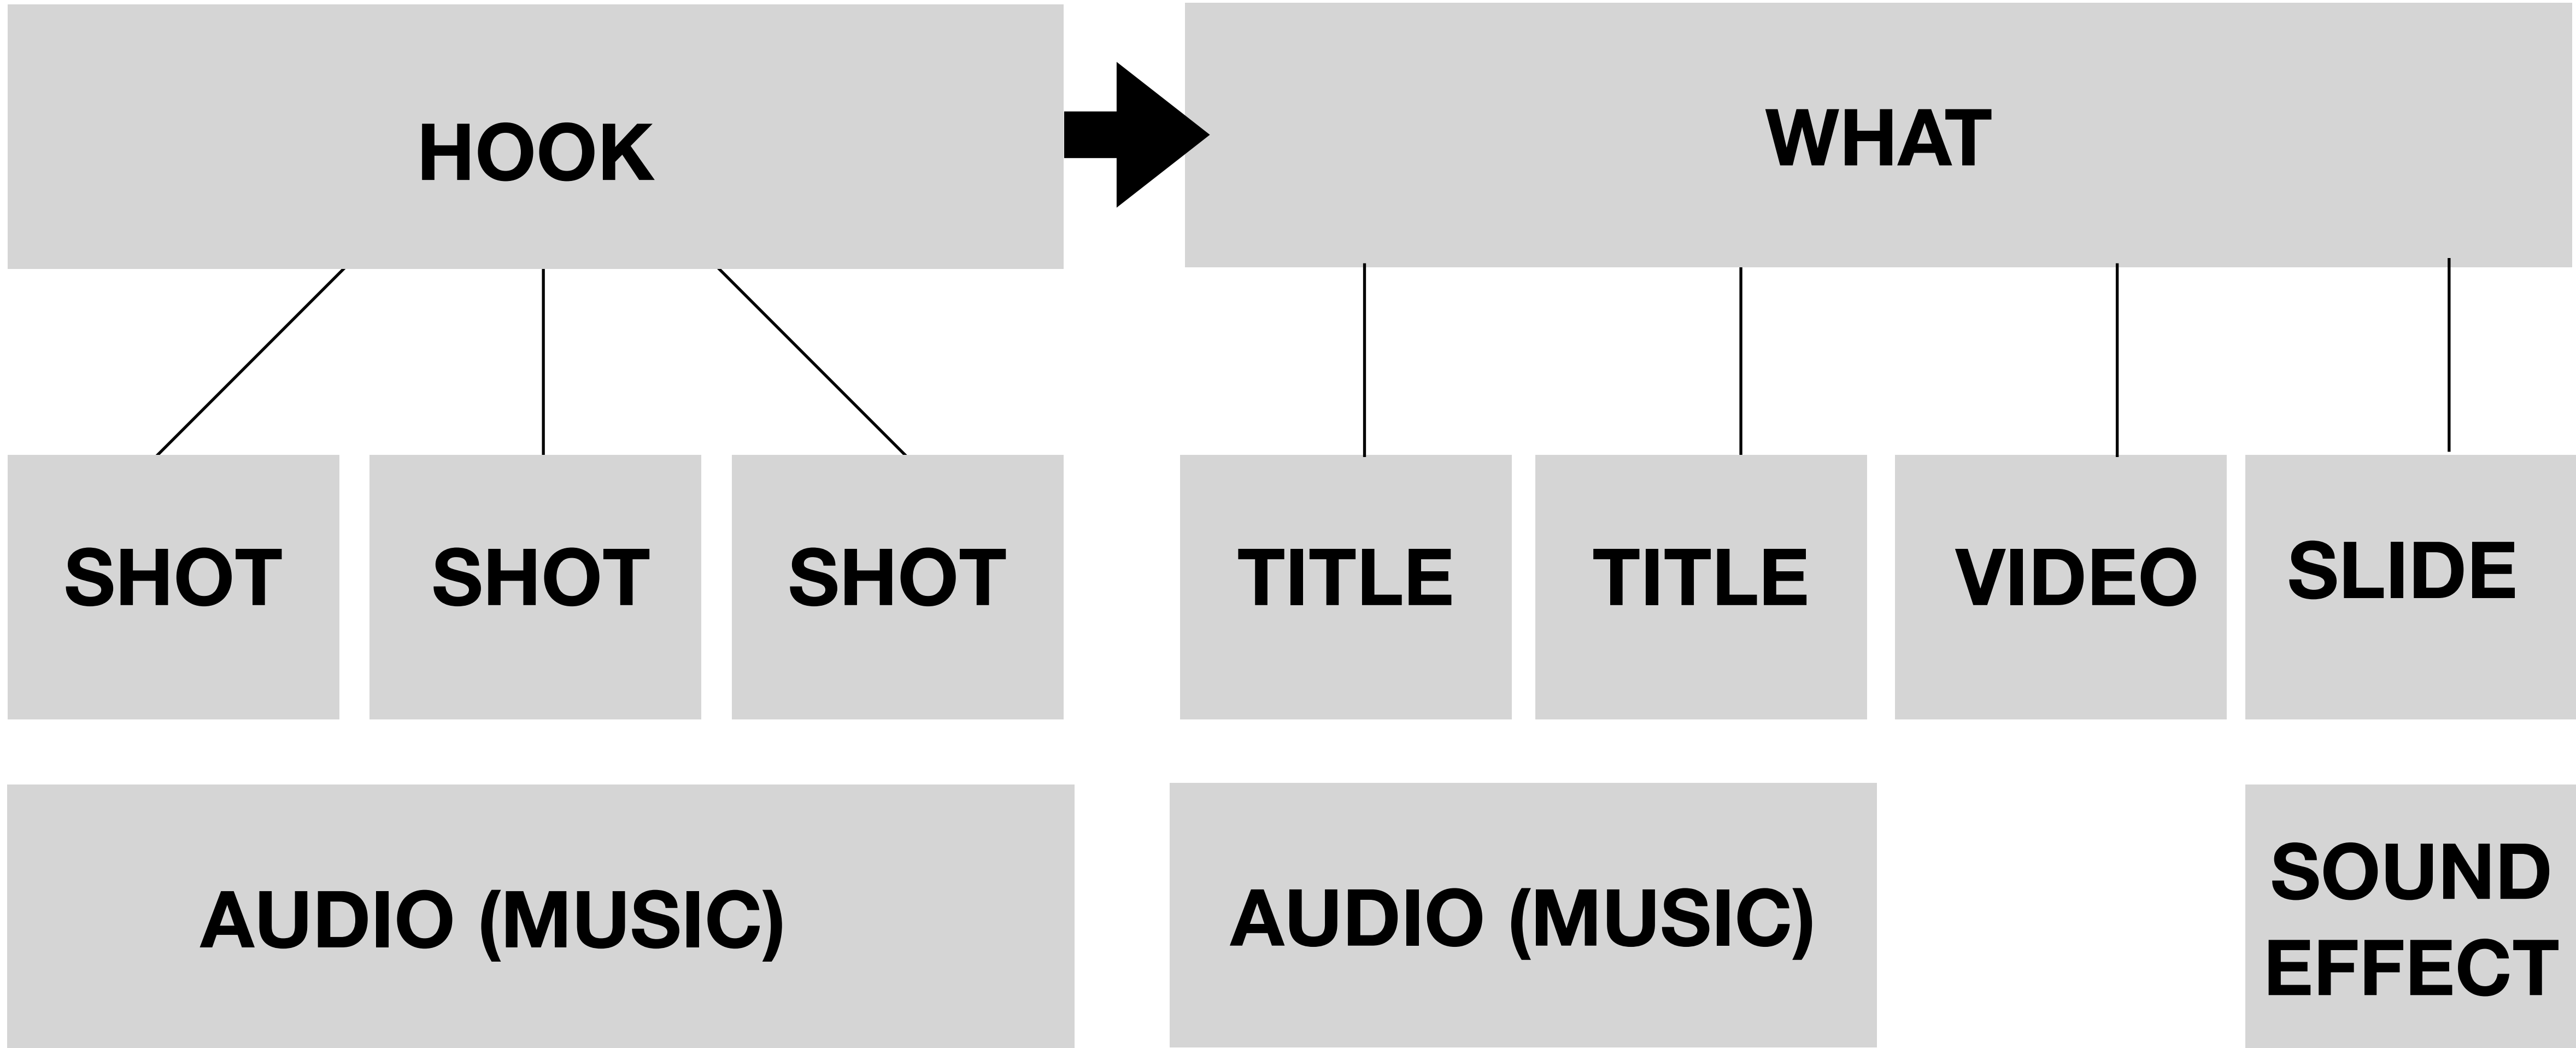 HOOK
WHAT
SHOT
SHOT
SHOT
TITLE
TITLE
VIDEO
SLIDE
AUDIO (MUSIC)
AUDIO (MUSIC)
SOUND
EFFECT